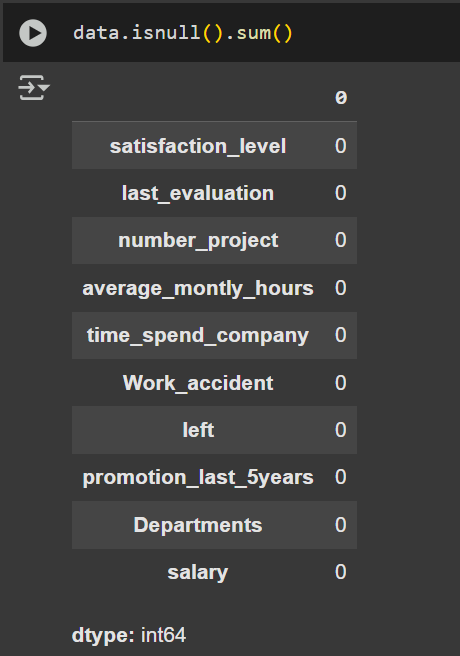 data.isnull().sum()
0
satisfaction_level 0
last_evaluation 0
number_project 0
average_montly_hours 0
time_spend_company 0
Work_accident 0
left 0
promotion_last_5years 0
Departments 0
salary 0
dtype: int64